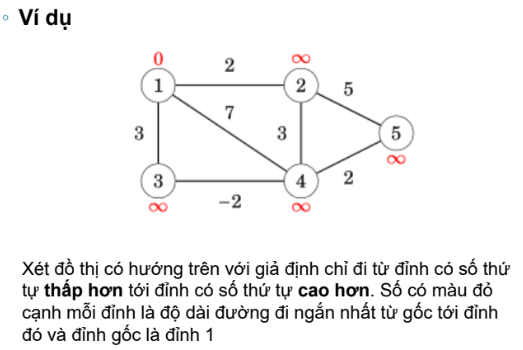 Ví dụ
0 2 ∞
1 2 5
7
3 3 5
∞
3 4 2
∞ -2 ∞
Xét đồ thị có hướng trên với giả định chỉ đi từ đỉnh có số thứ
tự thấp hơn tới đỉnh có số thứ tự cao hơn. Số có màu đỏ
cạnh mỗi đỉnh là độ dài đường đi ngắn nhất từ gốc tới đỉnh
đó và đỉnh gốc là đỉnh 1